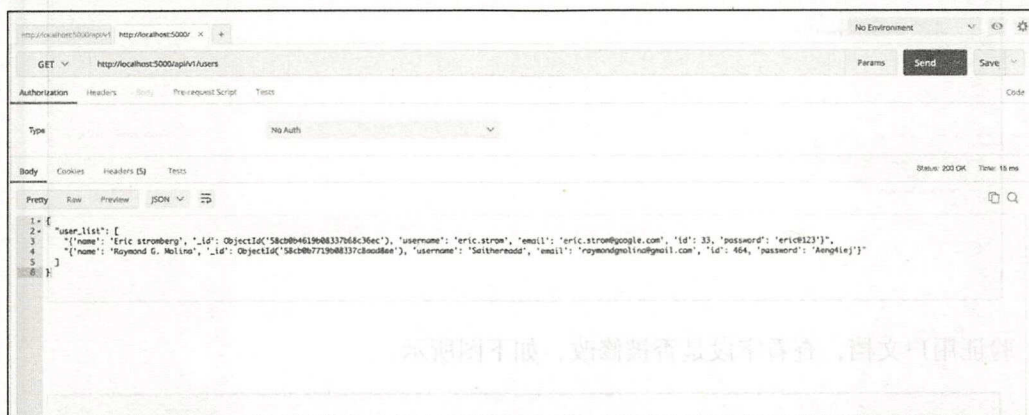 http://localhost:5000/api/v1 http://localhost:5000/ × +
No Environment
GET http://localhost:5000/api/v1/users Params Send Save
Authorization Headers Body Pre-request Script Tests Code
Type No Auth
Body Cookies Headers (5) Tests Status: 200 OK Time: 15 ms
Pretty Raw Preview JSON
1 {
2 "user_list": [
3 "{'name': 'Eric stromberg', '_id': ObjectId('58cb0b4619b08337b68c36ec'), 'username': 'eric.strom', 'email': 'eric.strom@google.com', 'id': 33, 'password': 'eric@123'}",
4 "{'name': 'Raymond G. Molina', '_id': ObjectId('58cb0b7719b08337c8aad8ee'), 'username': 'Saithereadd', 'email': 'raymondgmolina@gmail.com', 'id': 464, 'password': 'Aeng4iej'}"
5 ]
6 }